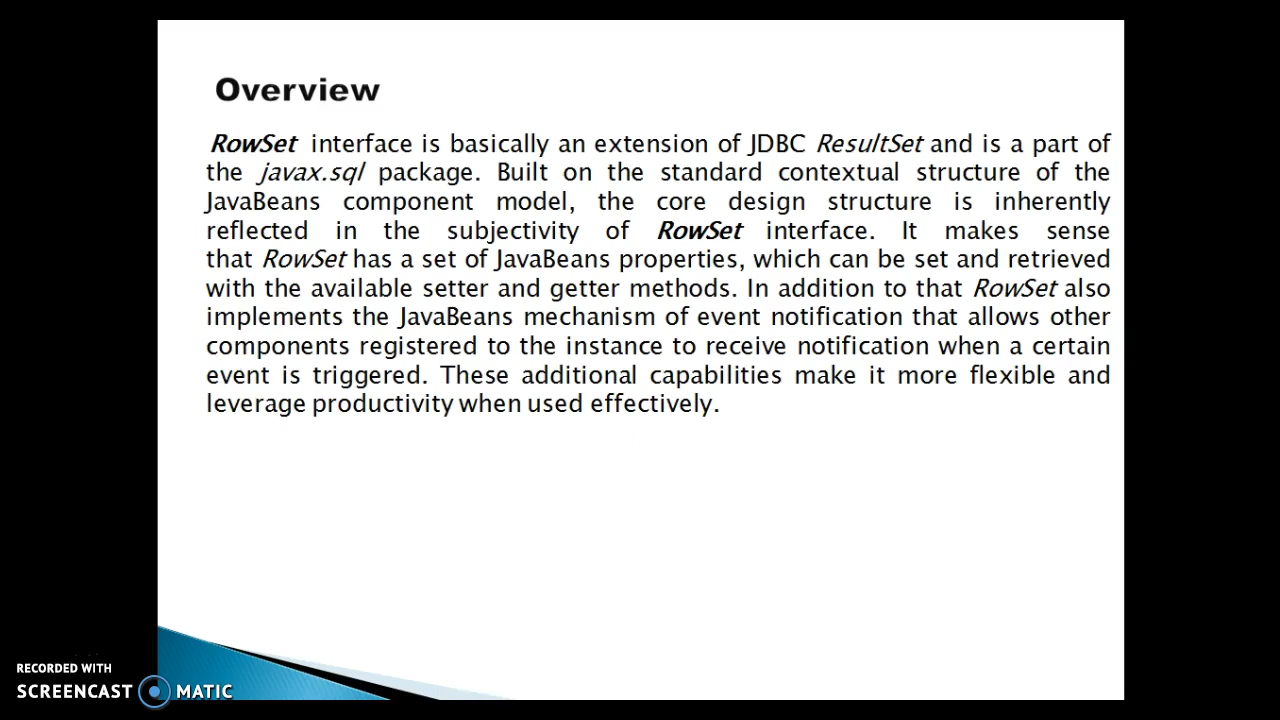 Overview
RowSet interface is basically an extension of JDBC ResultSet and is a part of
the javax.sql package. Built on the standard contextual structure of the
JavaBeans component model, the core design structure is inherently
reflected in the subjectivity of RowSet interface. It makes sense
that RowSet has a set of JavaBeans properties, which can be set and retrieved
with the available setter and getter methods. In addition to that RowSet also
implements the JavaBeans mechanism of event notification that allows other
components registered to the instance to receive notification when a certain
event is triggered. These additional capabilities make it more flexible and
leverage productivity when used effectively.
RECORDED WITH
SCREENCAST MATIC